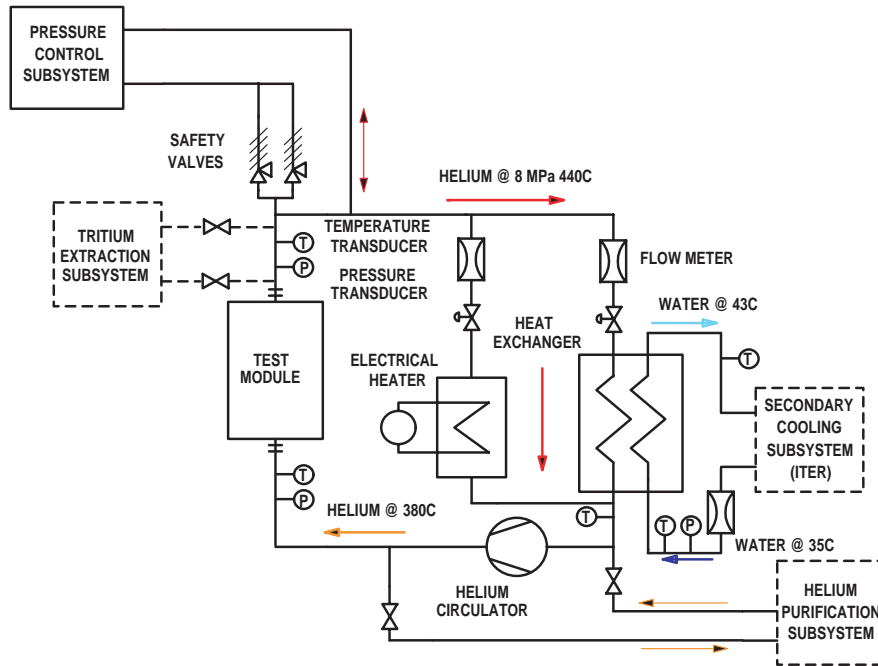 PRESSURE
CONTROL
SUBSYSTEM
SAFETY
VALVES
HELIUM @ 8 MPa 440C
TRITIUM
EXTRACTION
SUBSYSTEM
T
P
TEMPERATURE
TRANSDUCER
PRESSURE
TRANSDUCER
FLOW METER
WATER @ 43C
HEAT
EXCHANGER
T
TEST
MODULE
ELECTRICAL
HEATER
SECONDARY
COOLING
SUBSYSTEM
(ITER)
T
P
HELIUM @ 380C
T
T
P
WATER @ 35C
HELIUM
CIRCULATOR
HELIUM
PURIFICATION
SUBSYSTEM